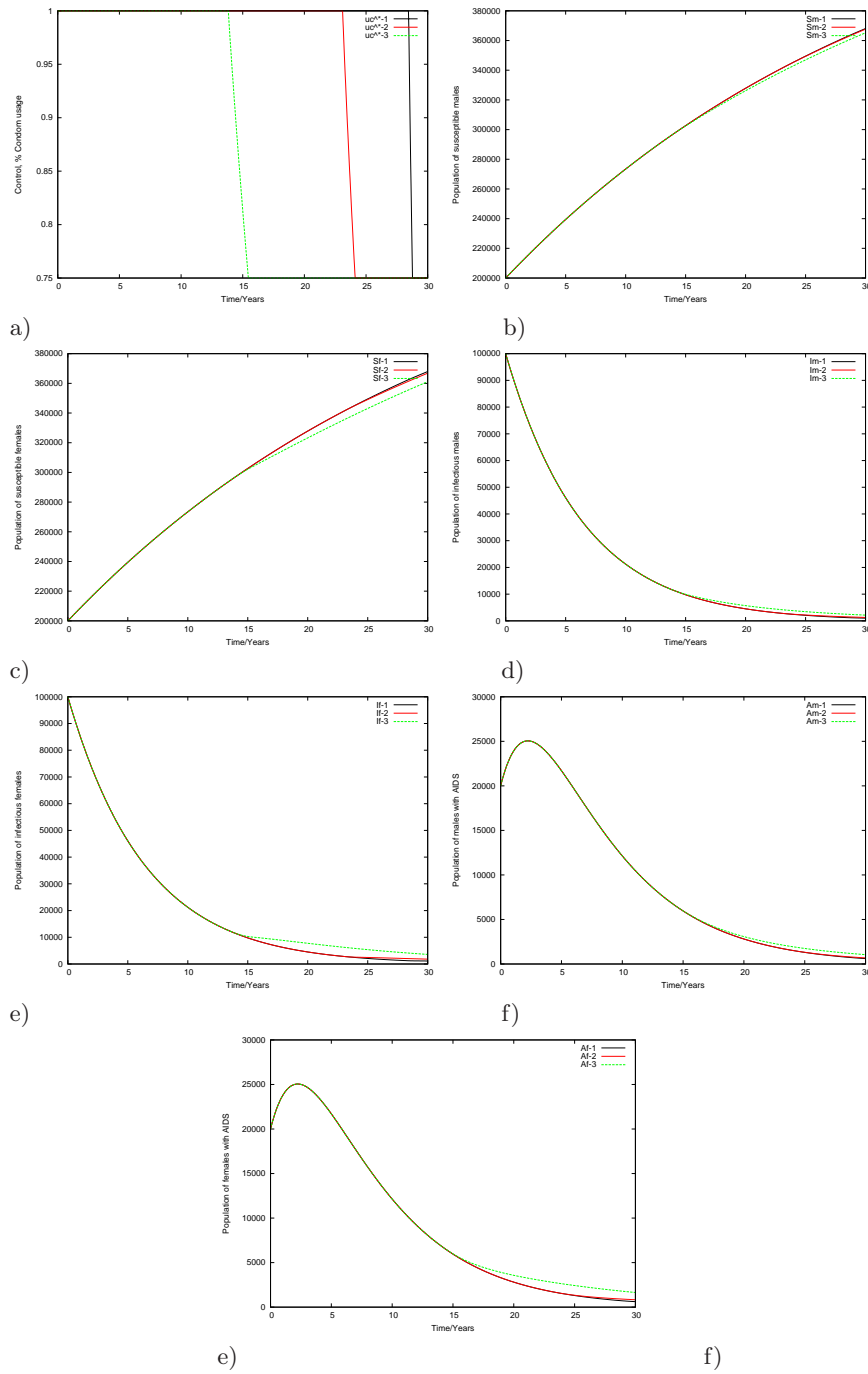 1
0.95
0.9
0.85
0.8
0.75
Control, % Condom usage
0 5 10 15 20 25 30
Time/Years
uc^*-1
uc^*-2
uc^*-3
a)
380000
360000
340000
320000
300000
280000
260000
240000
220000
200000
Population of susceptible males
0 5 10 15 20 25 30
Time/Years
Sm-1
Sm-2
Sm-3
b)
380000
360000
340000
320000
300000
280000
260000
240000
220000
200000
Population of susceptible females
0 5 10 15 20 25 30
Time/Years
Sf-1
Sf-2
Sf-3
c)
100000
90000
80000
70000
60000
50000
40000
30000
20000
10000
0
Population of infectious males
0 5 10 15 20 25 30
Time/Years
Im-1
Im-2
Im-3
d)
100000
90000
80000
70000
60000
50000
40000
30000
20000
10000
0
Population of infectious females
0 5 10 15 20 25 30
Time/Years
If-1
If-2
If-3
e)
30000
25000
20000
15000
10000
5000
0
Population of males with AIDS
0 5 10 15 20 25 30
Time/Years
Am-1
Am-2
Am-3
f)
30000
25000
20000
15000
10000
5000
0
Population of females with AIDS
0 5 10 15 20 25 30
Time/Years
Af-1
Af-2
Af-3
e)
f)